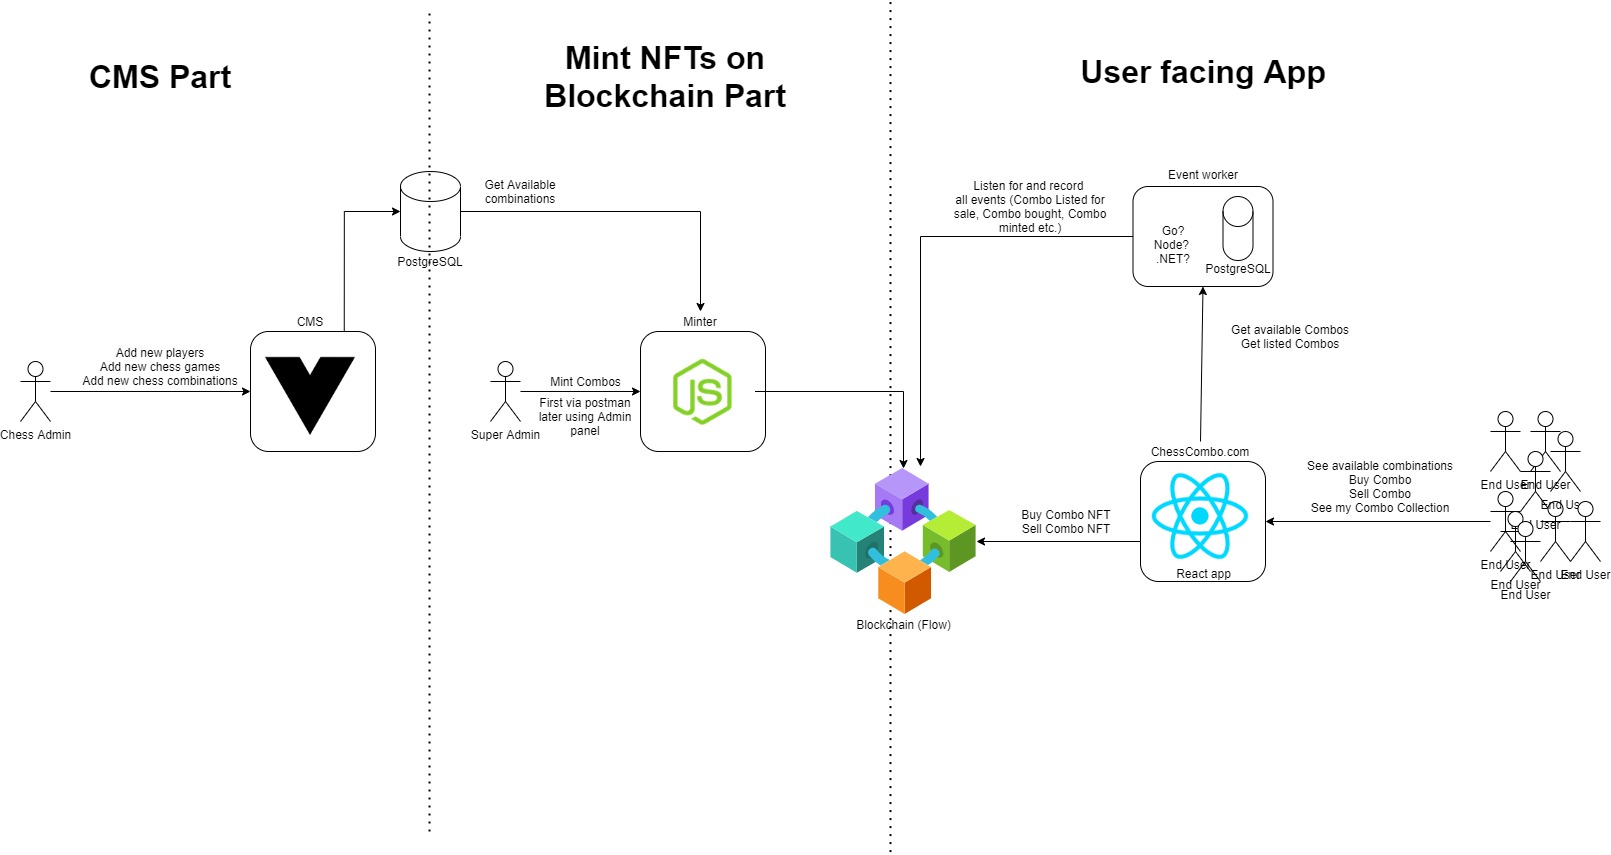 CMS Part
Mint NFTs on
Blockchain Part
User facing App
PostgreSQL
Get Available
combinations
CMS
Add new players
Add new chess games
Add new chess combinations
Chess Admin
Minter
JS
Mint Combos
First via postman
later using Admin
panel
Super Admin
Listen for and record
all events (Combo Listed for
sale, Combo bought, Combo
minted etc.)
Event worker
Go?
Node?
.NET?
PostgreSQL
Get available Combos
Get listed Combos
ChessCombo.com
React app
Buy Combo NFT
Sell Combo NFT
Blockchain (Flow)
See available combinations
Buy Combo
Sell Combo
See my Combo Collection
End User
End User
End Us
User
End User
End User
End User
End User
End User